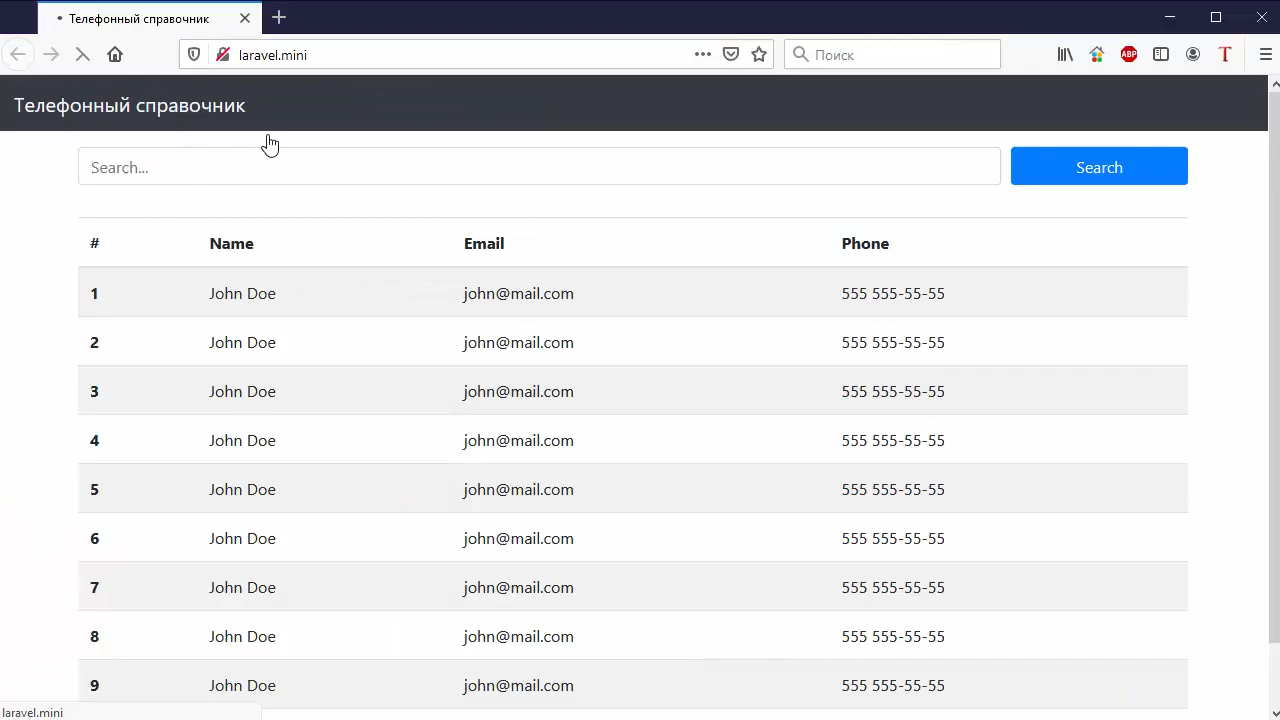 Телефонный справочник
laravel.mini
Поиск
ABP
T
Телефонный справочник
Search...
Search
# Name Email Phone
1 John Doe john@mail.com 555 555-55-55
2 John Doe john@mail.com 555 555-55-55
3 John Doe john@mail.com 555 555-55-55
4 John Doe john@mail.com 555 555-55-55
5 John Doe john@mail.com 555 555-55-55
6 John Doe john@mail.com 555 555-55-55
7 John Doe john@mail.com 555 555-55-55
8 John Doe john@mail.com 555 555-55-55
9 John Doe john@mail.com 555 555-55-55
laravel.mini